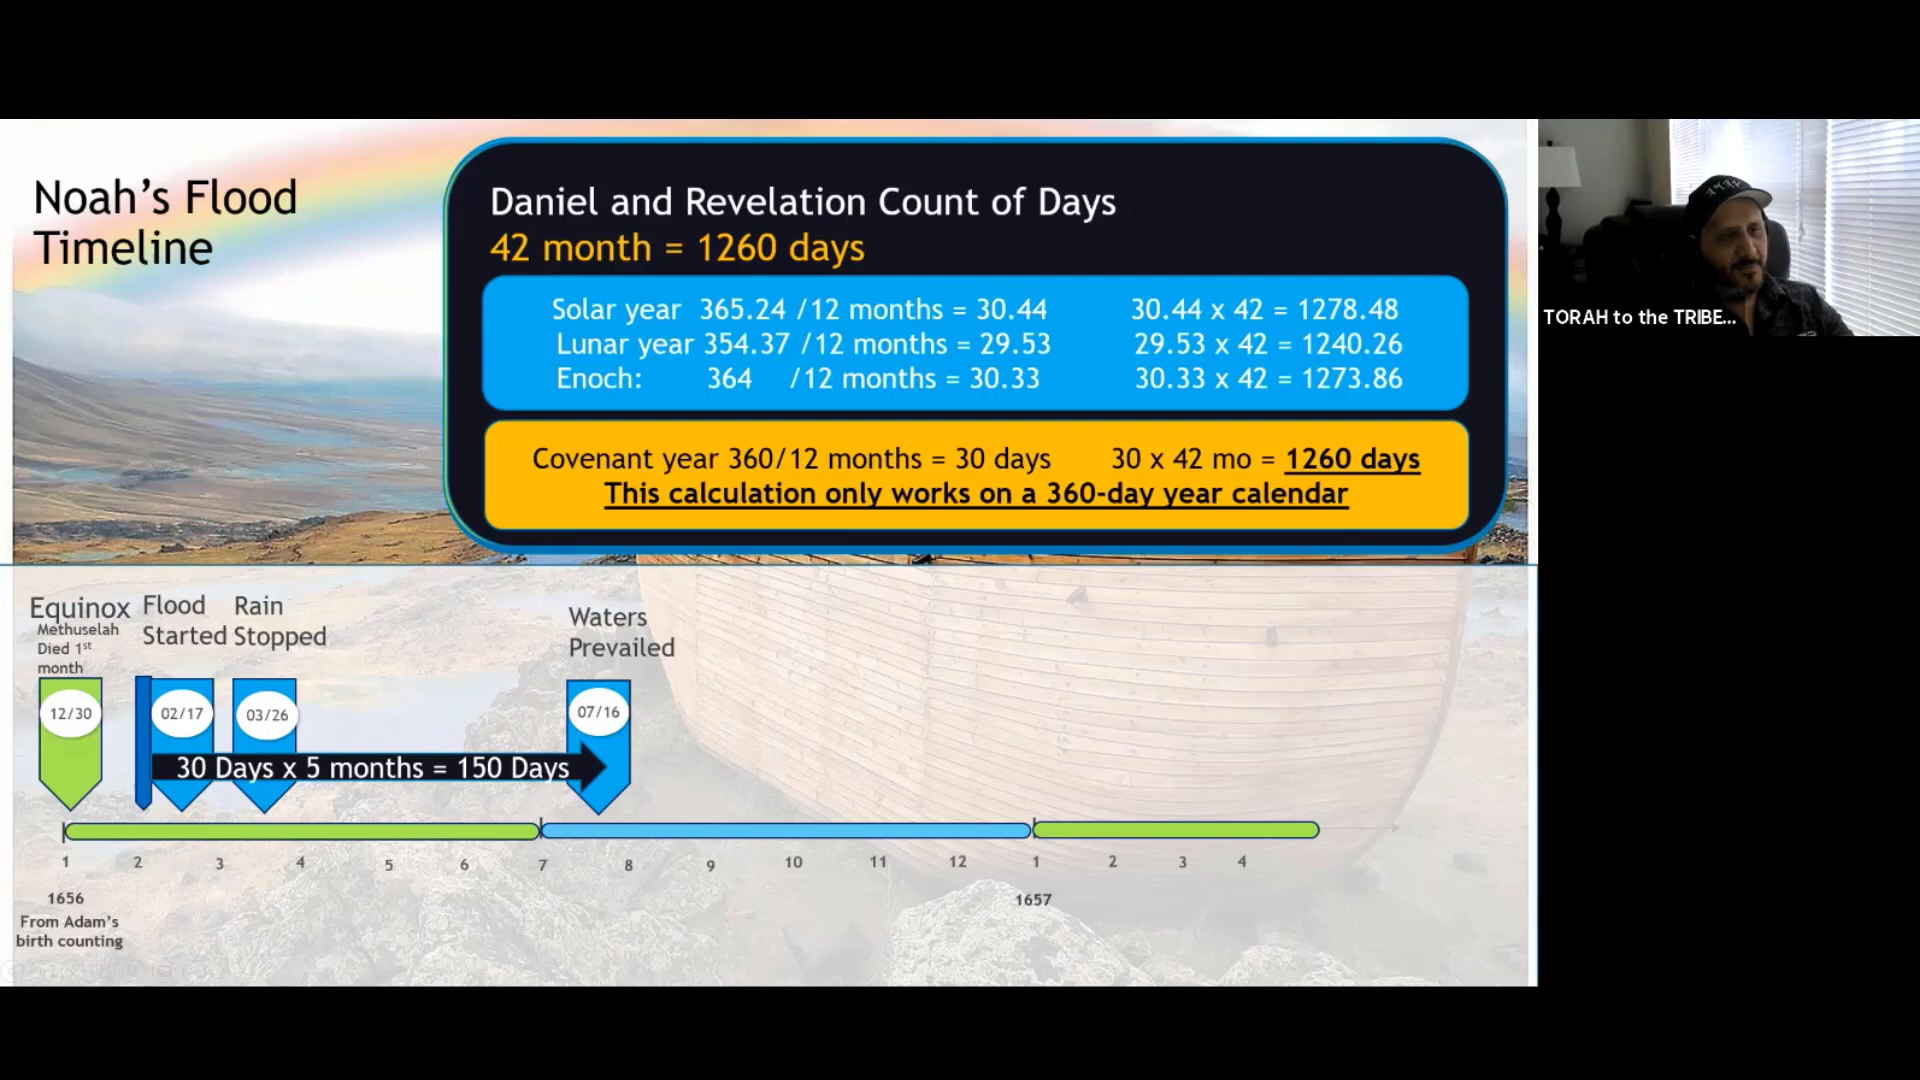 Noah's Flood
Timeline
Daniel and Revelation Count of Days
42 month = 1260 days
Solar year 365.24 /12 months = 30.44 30.44 x 42 = 1278.48
Lunar year 354.37 /12 months = 29.53 29.53 x 42 = 1240.26
Enoch: 364 /12 months = 30.33 30.33 x 42 = 1273.86
Covenant year 360/12 months = 30 days 30 x 42 mo = 1260 days
This calculation only works on a 360-day year calendar
TORAH to the TRIBE...
Equinox
Methuselah
Died 1st
month
Flood
Started
Rain
Stopped
Waters
Prevailed
12/30
02/17
03/26
07/16
30 Days x 5 months = 150 Days
1 2 3 4 5 6 7 8 9 10 11 12 1 2 3 4
1656
From Adam's
birth counting
1657